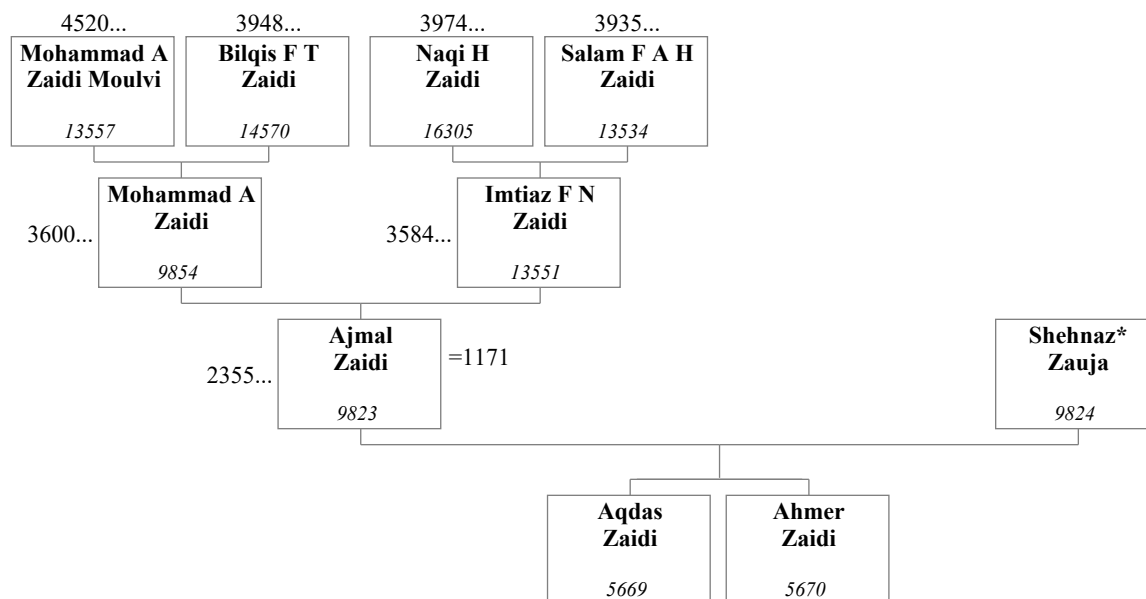 4520...
3948...
3974...
3935...
Mohammad A
Zaidi Moulvi
13557
Bilqis F T
Zaidi
14570
Naqi H
Zaidi
16305
Salam F A H
Zaidi
13534
3600...
Mohammad A
Zaidi
9854
3584...
Imtiaz F N
Zaidi
13551
2355...
Ajmal
Zaidi
9823
=1171
Shehnaz*
Zauja
9824
Aqdas
Zaidi
5669
Ahmer
Zaidi
5670